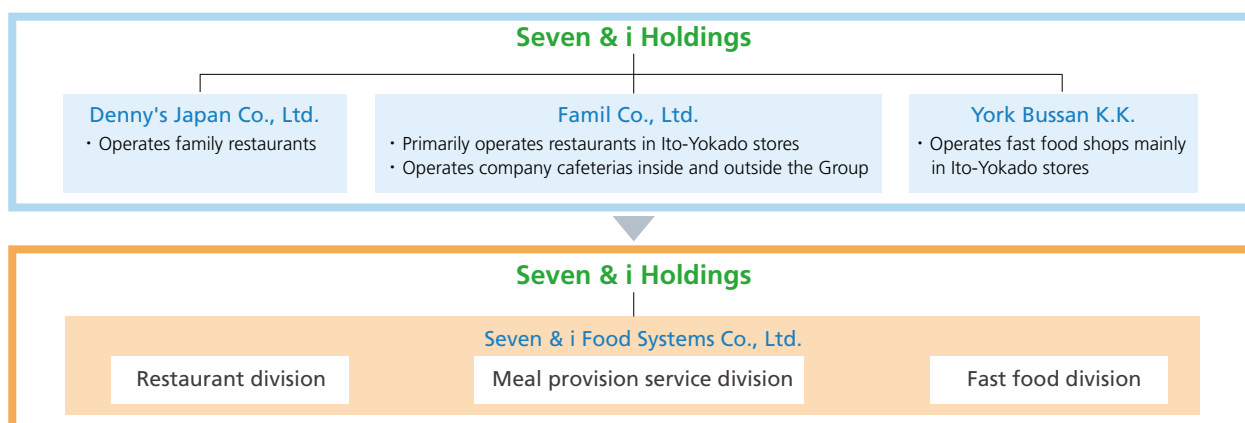 Seven & i Holdings
Denny's Japan Co., Ltd.
・Operates family restaurants
Famil Co., Ltd.
・Primarily operates restaurants in Ito-Yokado stores
・Operates company cafeterias inside and outside the Group
York Bussan K.K.
・Operates fast food shops mainly
in Ito-Yokado stores
Seven & i Holdings
Seven & i Food Systems Co., Ltd.
Restaurant division
Meal provision service division
Fast food division